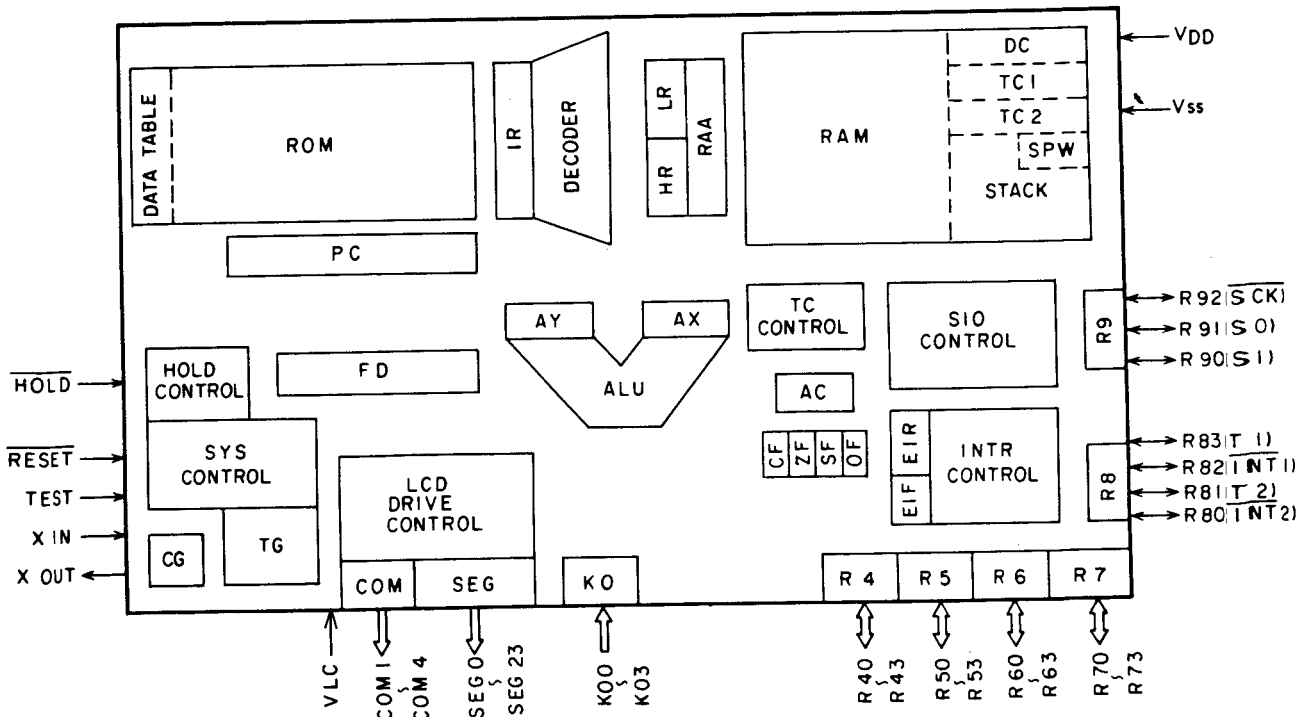 DATA TABLE
ROM
IR
DECODER
LR
HR
RAA
RAM
DC
TC1
TC2
SPW
STACK
VDD
Vss
PC
AY
AX
ALU
TC
CONTROL
SIO
CONTROL
R9
R92(SCK)
R91(SO)
R90(SI)
HOLD
HOLD
CONTROL
FD
AC
CF
ZF
SF
OF
EIR
EIF
INTR
CONTROL
R8
R83(T1)
R82(INT1)
R81(T2)
R80(INT2)
RESET
TEST
X IN
X OUT
SYS
CONTROL
CG
TG
LCD
DRIVE
CONTROL
COM
SEG
KO
R4
R5
R6
R7
VLC
COM1
~
COM4
SEG0
~
SEG23
K00
~
K03
R40
~
R43
R50
~
R53
R60
~
R63
R70
~
R73